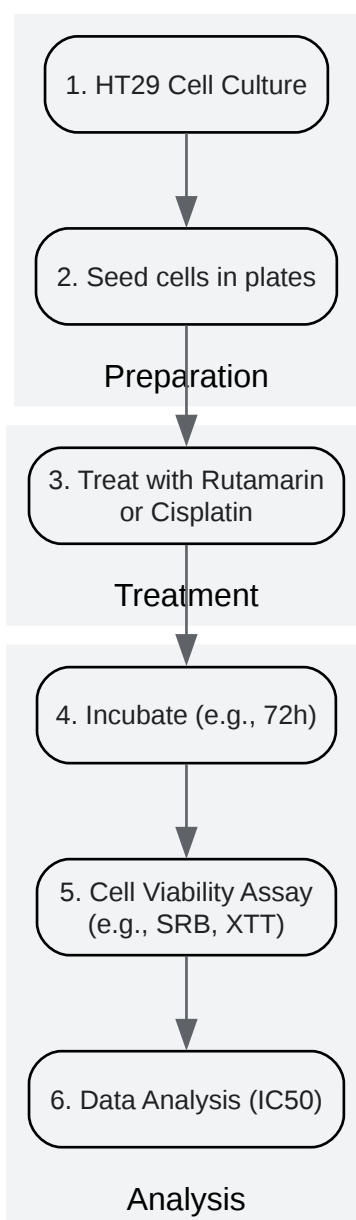 1. HT29 Cell Culture
2. Seed cells in plates
Preparation
3. Treat with Rutamarin
or Cisplatin
Treatment
4. Incubate (e.g., 72h)
5. Cell Viability Assay
(e.g., SRB, XTT)
6. Data Analysis (IC50)
Analysis